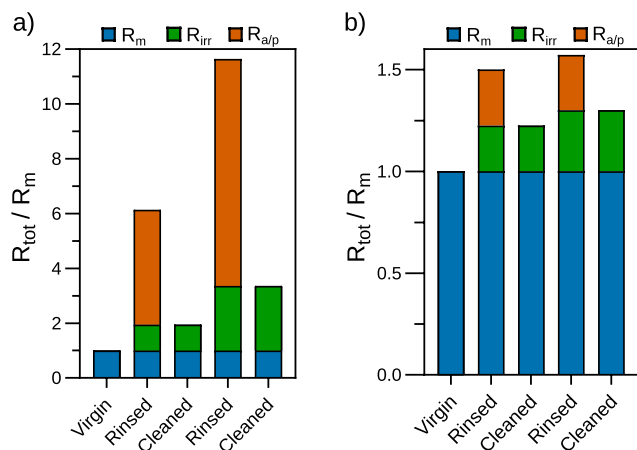 a)
R_m R_irr R_a/p
12
10
8
6
4
2
0
R_tot / R_m
Virgin
Rinsed
Cleaned
Rinsed
Cleaned
b)
R_m R_irr R_a/p
1.5
1.0
0.5
0.0
R_tot / R_m
Virgin
Rinsed
Cleaned
Rinsed
Cleaned